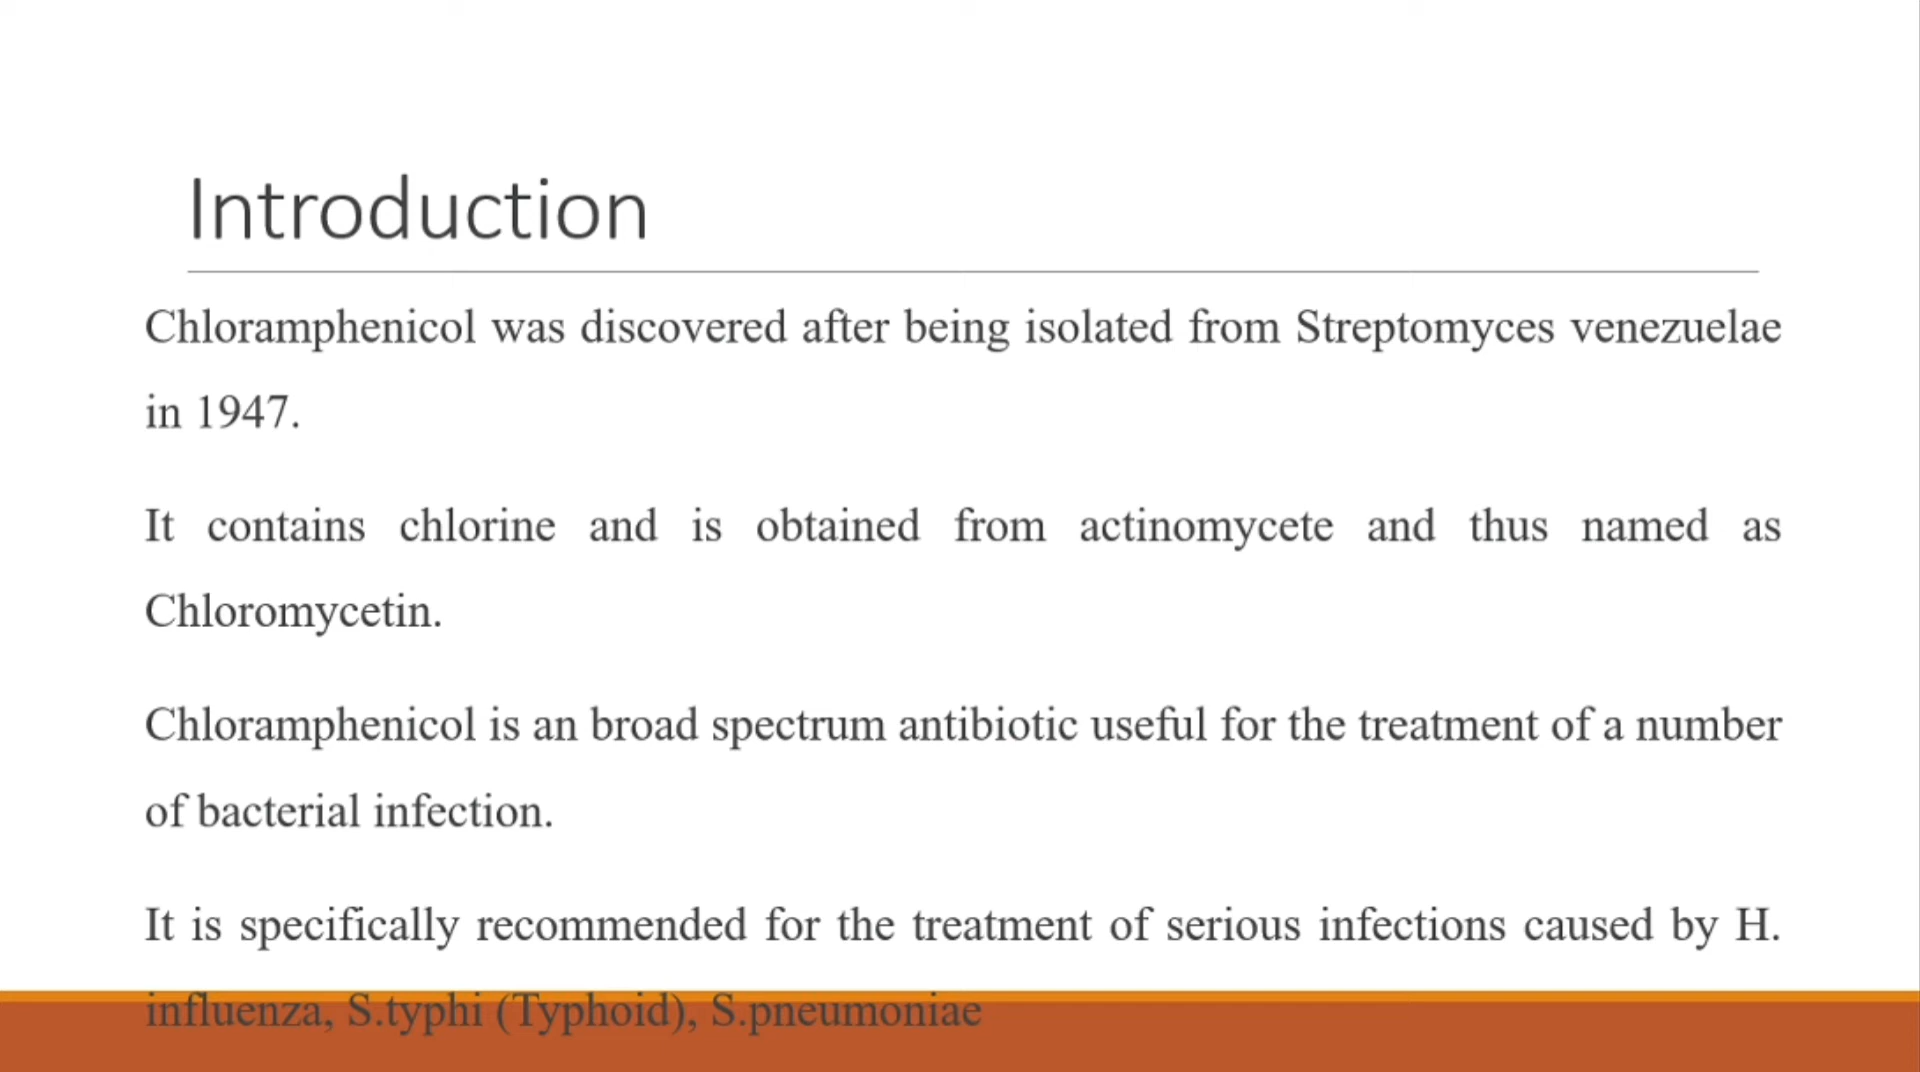 Introduction
Chloramphenicol was discovered after being isolated from Streptomyces venezuelae
in 1947.
It contains chlorine and is obtained from actinomycete and thus named as
Chloromycetin.
Chloramphenicol is an broad spectrum antibiotic useful for the treatment of a number
of bacterial infection.
It is specifically recommended for the treatment of serious infections caused by H.
influenza, S.typhi (Typhoid), S.pneumoniae